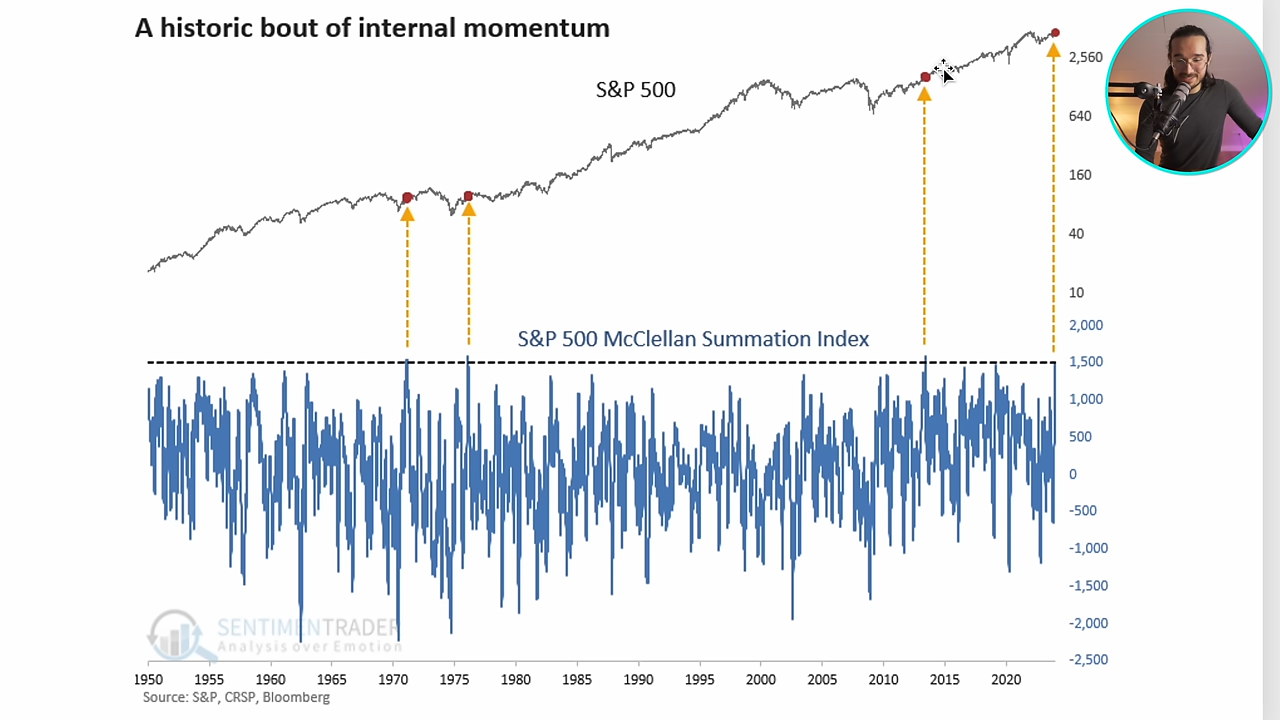 A historic bout of internal momentum
S&P 500
2,560
640
160
40
10
S&P 500 McClellan Summation Index
2,000
1,500
1,000
500
0
-500
-1,000
-1,500
-2,000
-2,500
SENTIMENTRADER
Analysis over Emotion
1950 1955 1960 1965 1970 1975 1980 1985 1990 1995 2000 2005 2010 2015 2020
Source: S&P, CRSP, Bloomberg